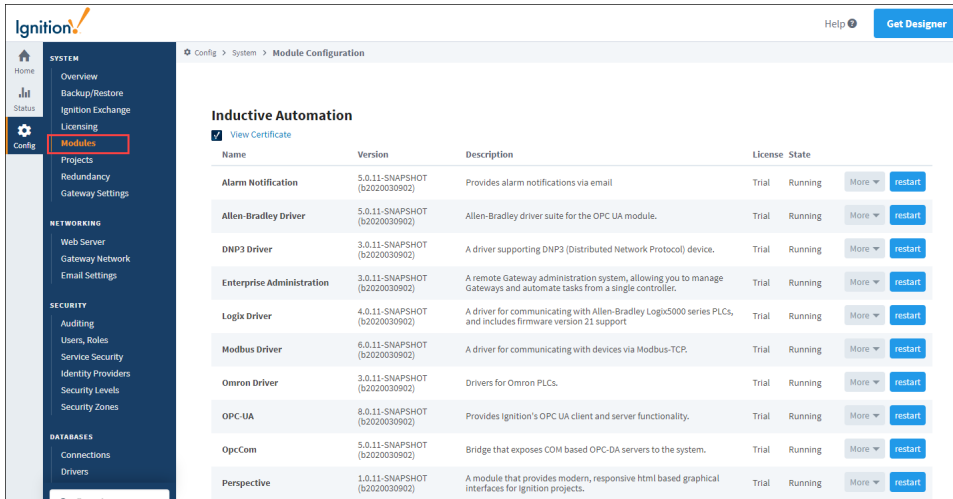 Ignition!
Help ?
Get Designer
Home
Status
Config
SYSTEM
Overview
Backup/Restore
Ignition Exchange
Licensing
Modules
Projects
Redundancy
Gateway Settings
NETWORKING
Web Server
Gateway Network
Email Settings
SECURITY
Auditing
Users, Roles
Service Security
Identity Providers
Security Levels
Security Zones
DATABASES
Connections
Drivers
Config > System > Module Configuration
Inductive Automation
View Certificate
Name Version Description License State
Alarm Notification 5.0.11-SNAPSHOT (b2020030902) Provides alarm notifications via email Trial Running More restart
Allen-Bradley Driver 5.0.11-SNAPSHOT (b2020030902) Allen-Bradley driver suite for the OPC UA module. Trial Running More restart
DNP3 Driver 3.0.11-SNAPSHOT (b2020030902) A driver supporting DNP3 (Distributed Network Protocol) device. Trial Running More restart
Enterprise Administration 3.0.11-SNAPSHOT (b2020030902) A remote Gateway administration system, allowing you to manage Gateways and automate tasks from a single controller. Trial Running More restart
Logix Driver 4.0.11-SNAPSHOT (b2020030902) A driver for communicating with Allen-Bradley Logix5000 series PLCs, and includes firmware version 21 support Trial Running More restart
Modbus Driver 6.0.11-SNAPSHOT (b2020030902) A driver for communicating with devices via Modbus-TCP. Trial Running More restart
Omron Driver 3.0.11-SNAPSHOT (b2020030902) Drivers for Omron PLCs. Trial Running More restart
OPC-UA 8.0.11-SNAPSHOT (b2020030902) Provides Ignition's OPC UA client and server functionality. Trial Running More restart
OpcCom 5.0.11-SNAPSHOT (b2020030902) Bridge that exposes COM based OPC-DA servers to the system. Trial Running More restart
Perspective 1.0.11-SNAPSHOT (b2020030902) A module that provides modern, responsive html based graphical interfaces for Ignition projects. Trial Running More restart